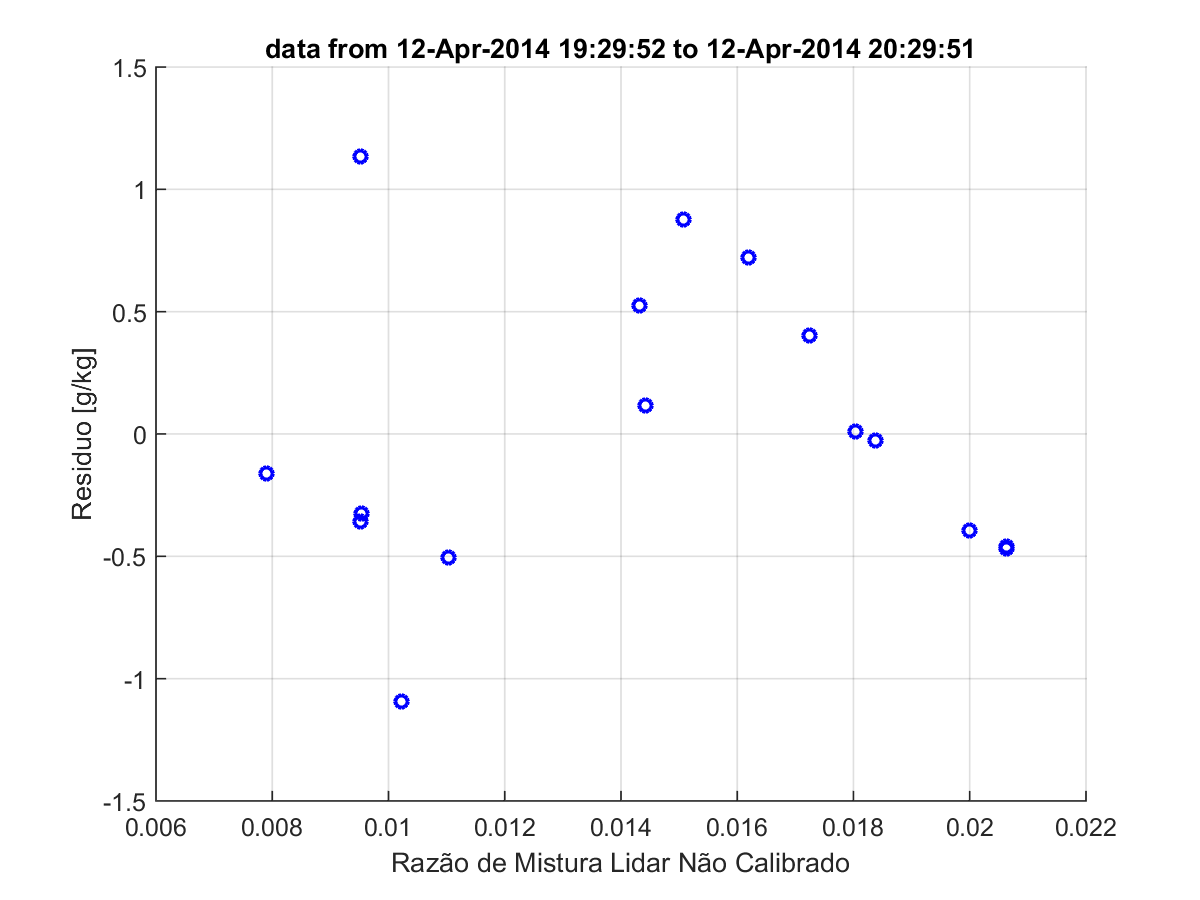 data from 12-Apr-2014 19:29:52 to 12-Apr-2014 20:29:51
1.5
1
0.5
0
-0.5
-1
-1.5
Residuo [g/kg]
0.006 0.008 0.01 0.012 0.014 0.016 0.018 0.02 0.022
Razão de Mistura Lidar Não Calibrado